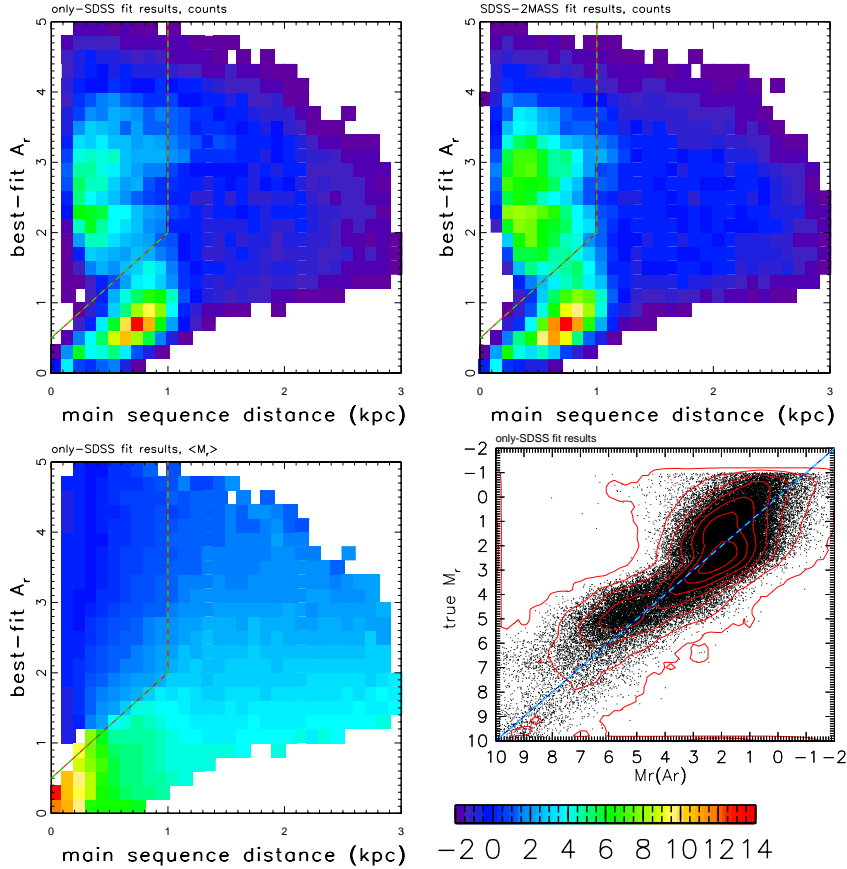 only-SDSS fit results, counts
SDSS-2MASS fit results, counts
5
4
3
2
1
0
best-fit A_r
0 1 2 3
main sequence distance (kpc)
5
4
3
2
1
0
best-fit A_r
0 1 2 3
main sequence distance (kpc)
only-SDSS fit results, <M_r>
5
4
3
2
1
0
best-fit A_r
0 1 2 3
main sequence distance (kpc)
only-SDSS fit results
-2
-1
0
1
2
3
4
5
6
7
8
9
10
true M_r
10 9 8 7 6 5 4 3 2 1 0 -1 -2
Mr(Ar)
-2 0 2 4 6 8 10 12 14